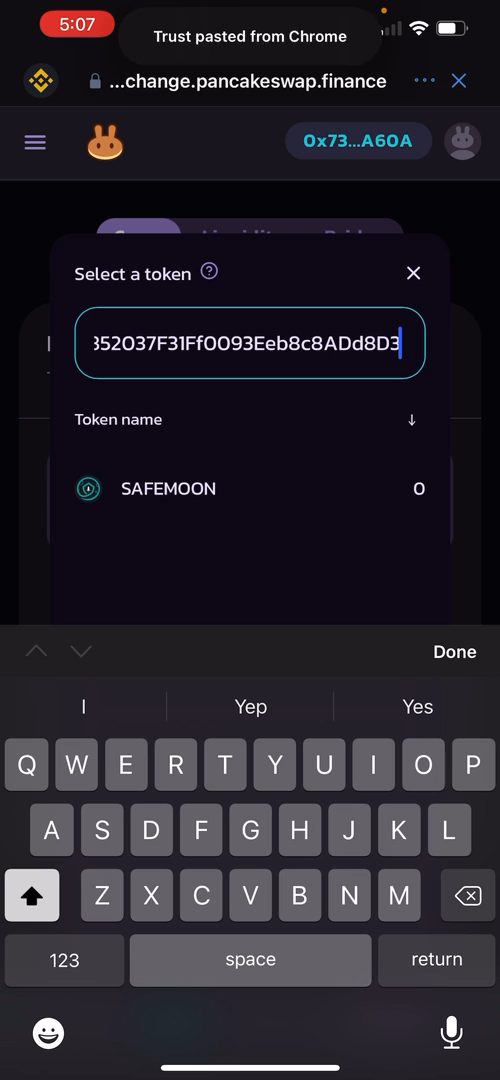 5:07
Trust pasted from Chrome
...change.pancakeswap.finance
0x73...A60A
Select a token ?
352037F31Ff0093Eeb8c8ADd8D3
Token name ↓
SAFEMOON 0
Done
I Yep Yes
Q W E R T Y U I O P
A S D F G H J K L
Z X C V B N M
123 space return